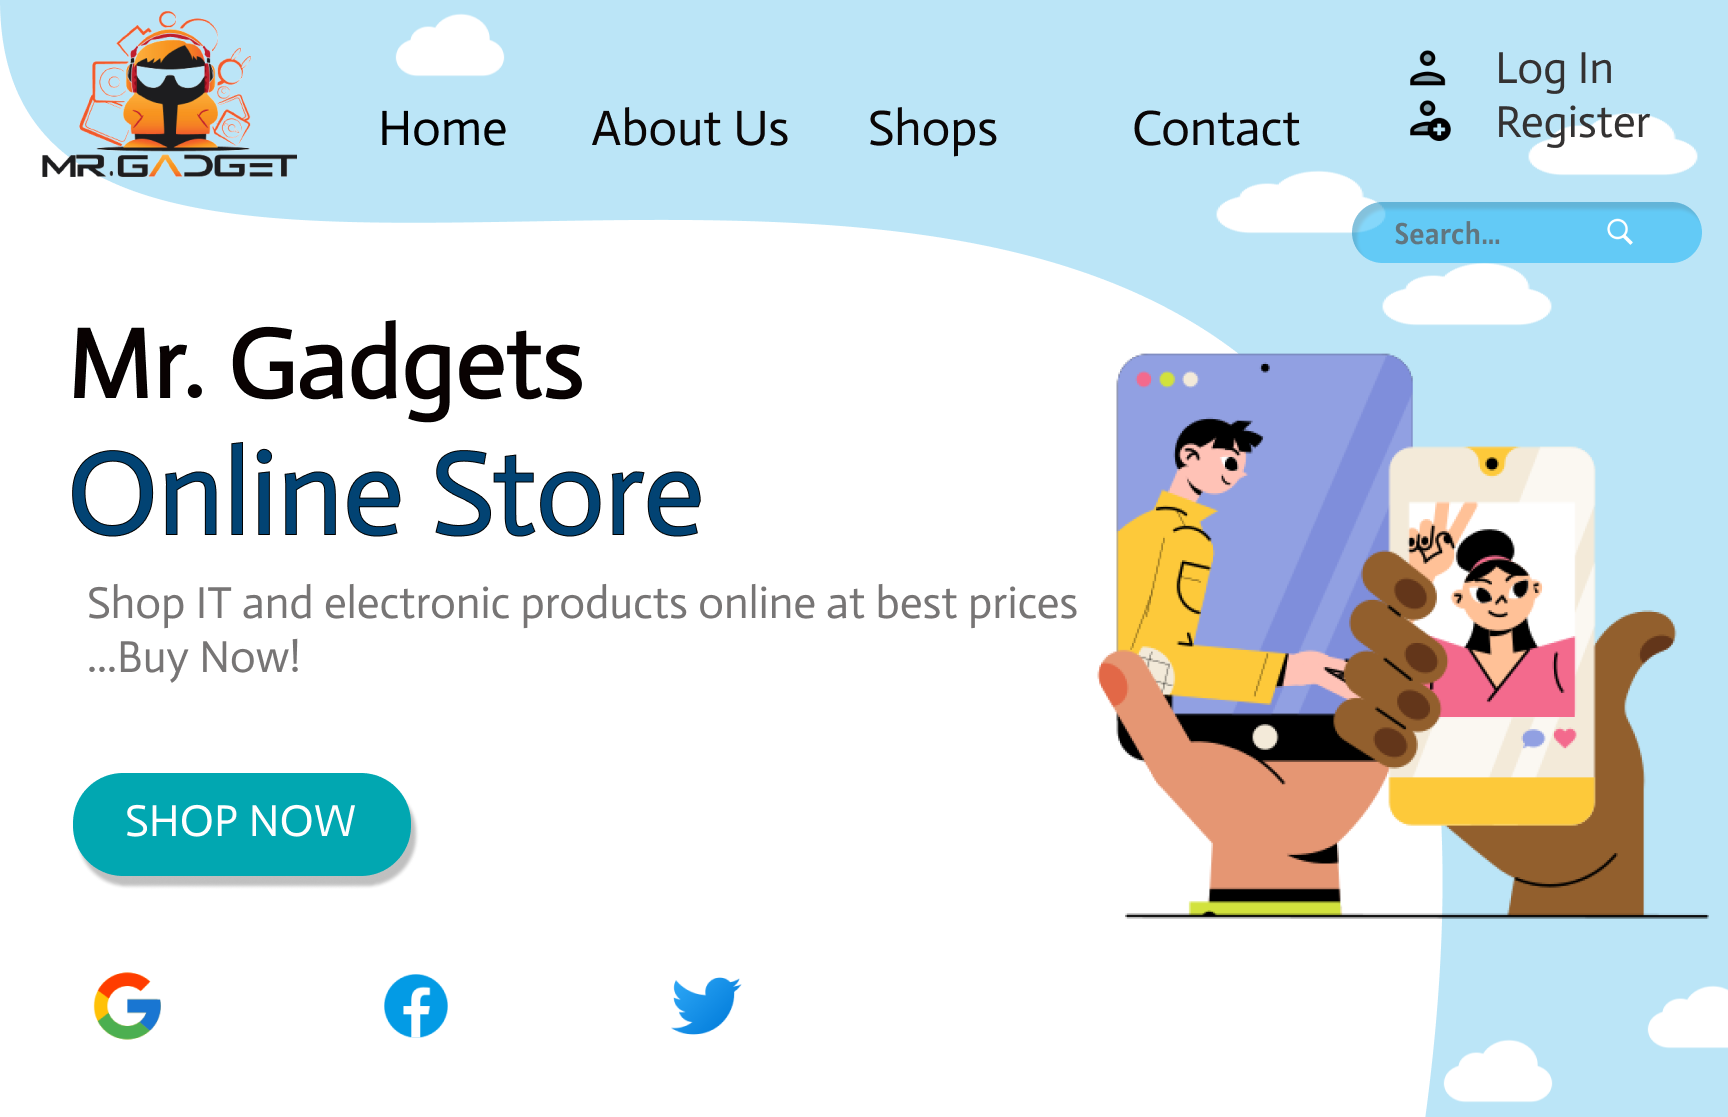 MR.GADGET
Home About Us Shops Contact
Log In
Register
Search...
Mr. Gadgets
Online Store
Shop IT and electronic products online at best prices
...Buy Now!
SHOP NOW